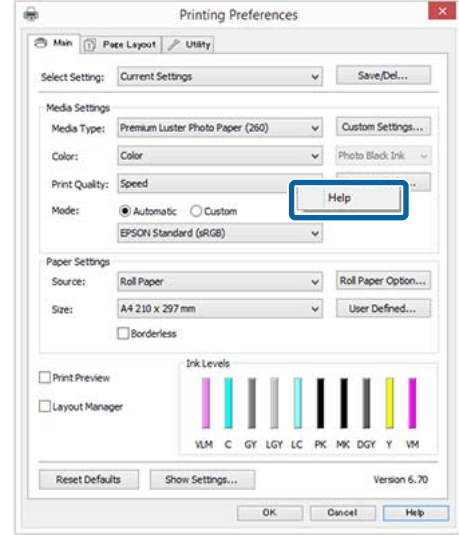 Printing Preferences
Main Page Layout Utility
Select Setting: Current Settings Save/Del...
Media Settings
Media Type: Premium Luster Photo Paper (260) Custom Settings...
Color: Color Photo Black Ink
Print Quality: Speed
Help
Mode: Automatic Custom
EPSON Standard (sRGB)
Paper Settings
Source: Roll Paper Roll Paper Option...
Size: A4 210 x 297 mm User Defined...
Borderless
Ink Levels
Print Preview
Layout Manager
VLM C GY LGY LC PK MK DGY Y VM
Reset Defaults Show Settings... Version 6.70
OK Cancel Help